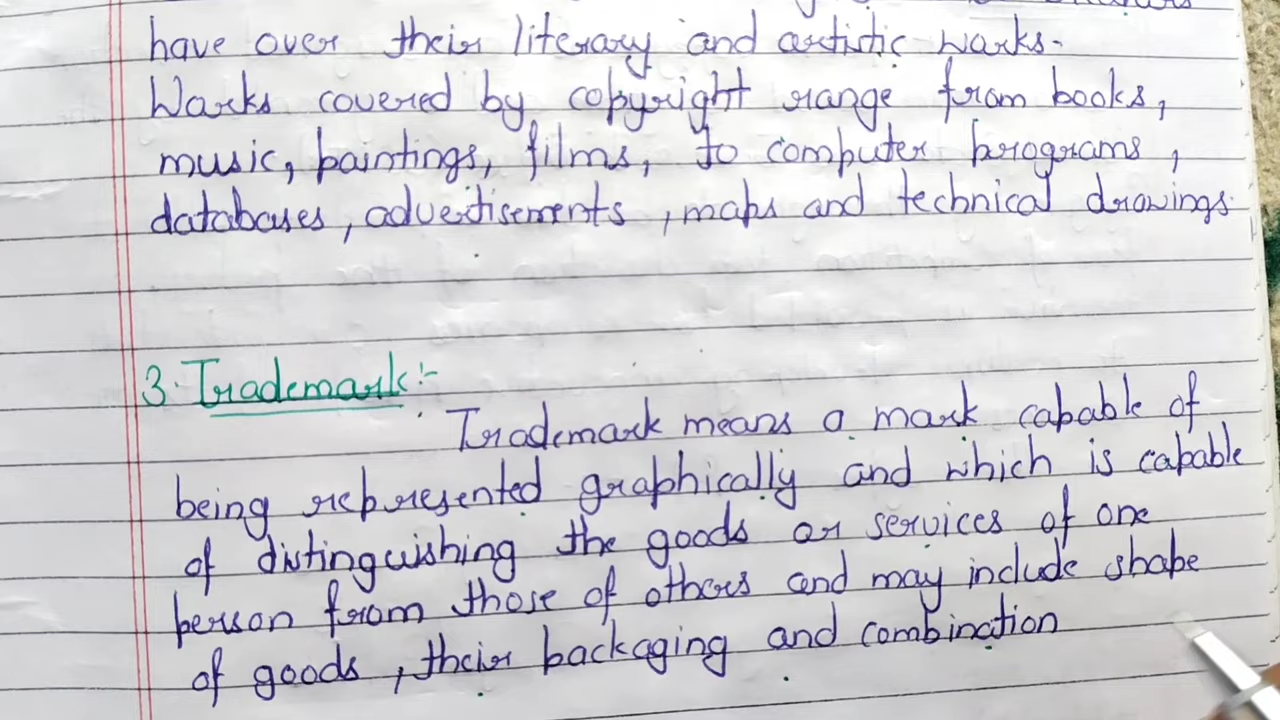 have over their literary and artistic works.
Works covered by copyright range from books,
music, paintings, films, to computer programs,
databases, advertisements, maps and technical drawings.
3. Trademark:-
Trademark means a mark capable of
being represented graphically and which is capable
of distinguishing the goods or services of one
person from those of others and may include shape
of goods, their packaging and combination